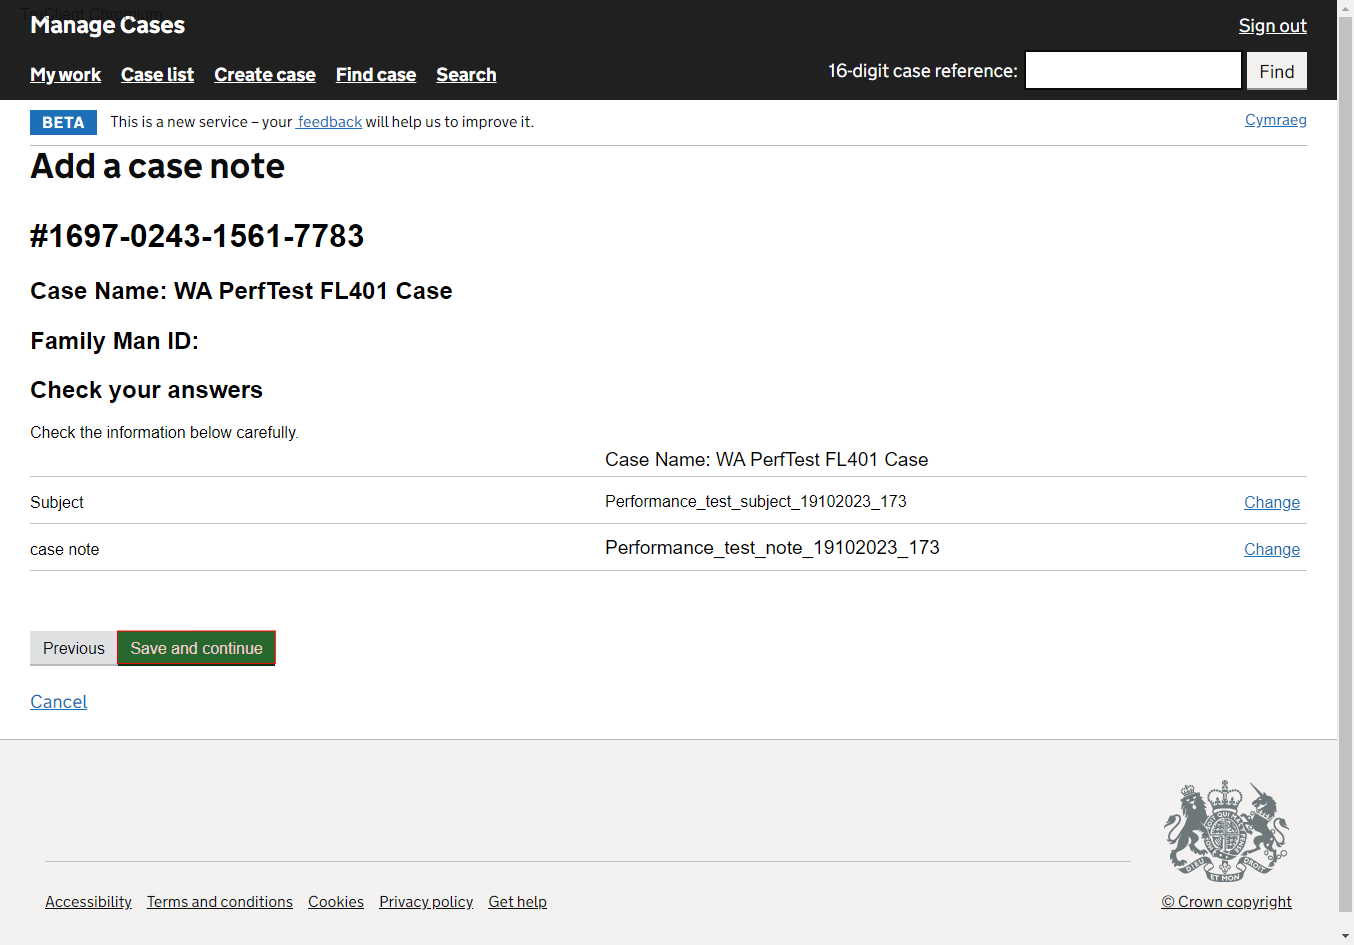 TruClient Chromium
Manage Cases
Sign out
My work Case list Create case Find case Search
16-digit case reference: Find
BETA This is a new service – your feedback will help us to improve it.
Cymraeg
Add a case note
#1697-0243-1561-7783
Case Name: WA PerfTest FL401 Case
Family Man ID:
Check your answers
Check the information below carefully.
Case Name: WA PerfTest FL401 Case
Subject Performance_test_subject_19102023_173 Change
case note Performance_test_note_19102023_173 Change
Previous Save and continue
Cancel
DIEU ET MON DROIT
Accessibility Terms and conditions Cookies Privacy policy Get help
© Crown copyright